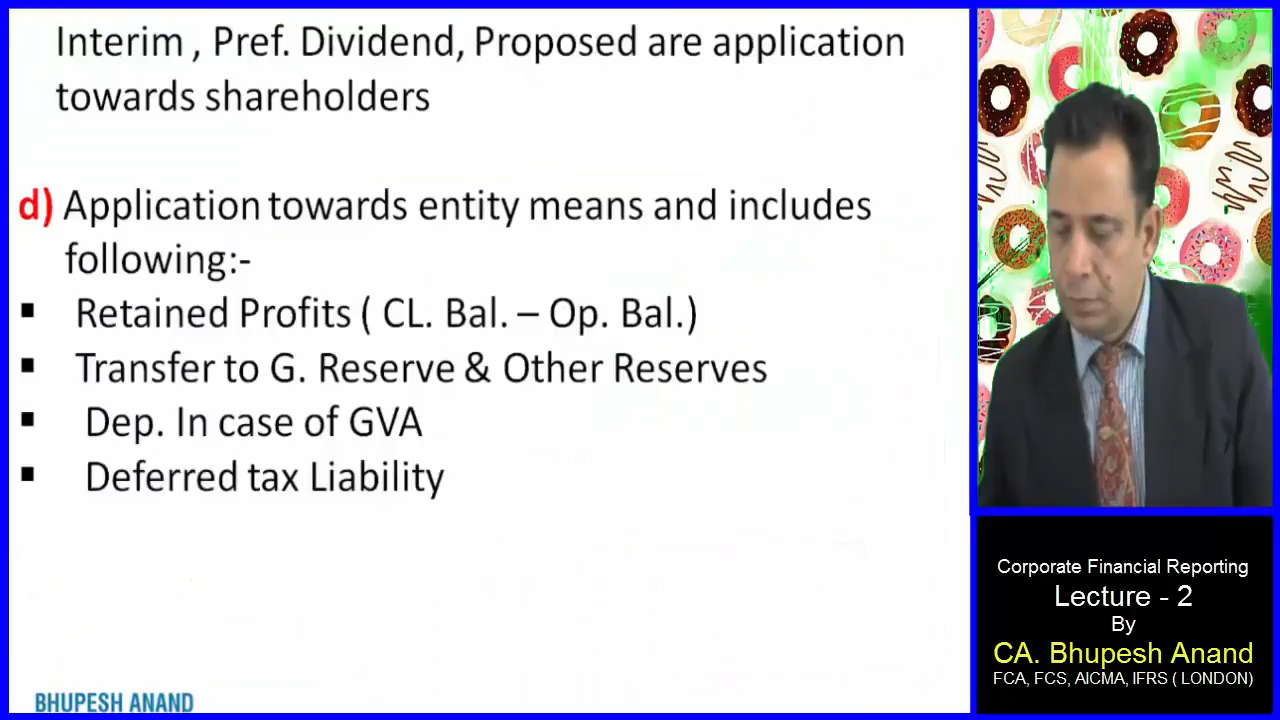 Interim , Pref. Dividend, Proposed are application
towards shareholders
d) Application towards entity means and includes
following:-
▪ Retained Profits ( CL. Bal. – Op. Bal.)
▪ Transfer to G. Reserve & Other Reserves
▪ Dep. In case of GVA
▪ Deferred tax Liability
BHUPESH ANAND
Corporate Financial Reporting
Lecture - 2
By
CA. Bhupesh Anand
FCA, FCS, AICMA, IFRS ( LONDON)